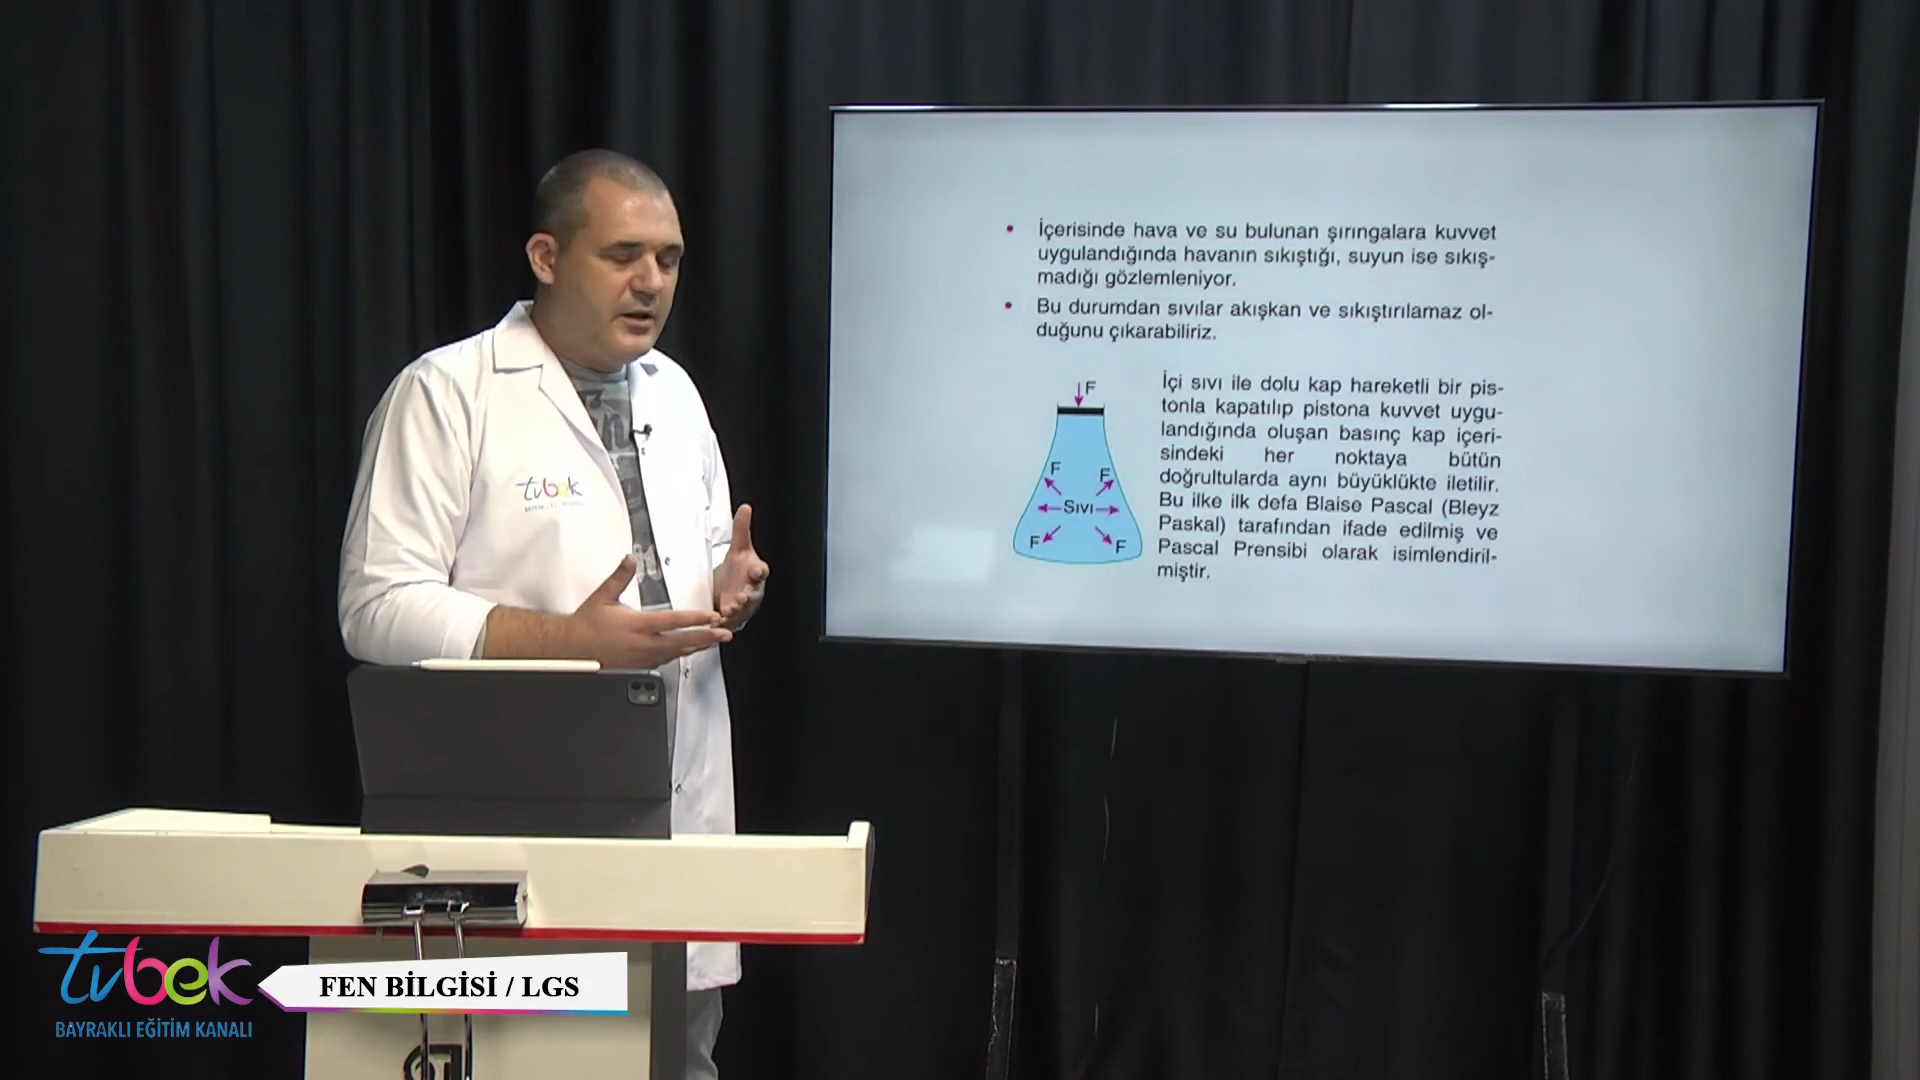 İçerisinde hava ve su bulunan şırıngalara kuvvet
uygulandığında havanın sıkıştığı, suyun ise sıkış-
madığı gözlemleniyor.
Bu durumdan sıvılar akışkan ve sıkıştırılamaz ol-
duğunu çıkarabiliriz.
F
F
F
Sıvı
F
F
İçi sıvı ile dolu kap hareketli bir pis-
tonla kapatılıp pistona kuvvet uygu-
landığında oluşan basınç kap içeri-
sindeki her noktaya bütün
doğrultularda aynı büyüklükte iletilir.
Bu ilke ilk defa Blaise Pascal (Bleyz
Paskal) tarafından ifade edilmiş ve
Pascal Prensibi olarak isimlendiril-
miştir.
tvbek
tvbek
BAYRAKLI EĞİTİM KANALI
FEN BİLGİSİ / LGS